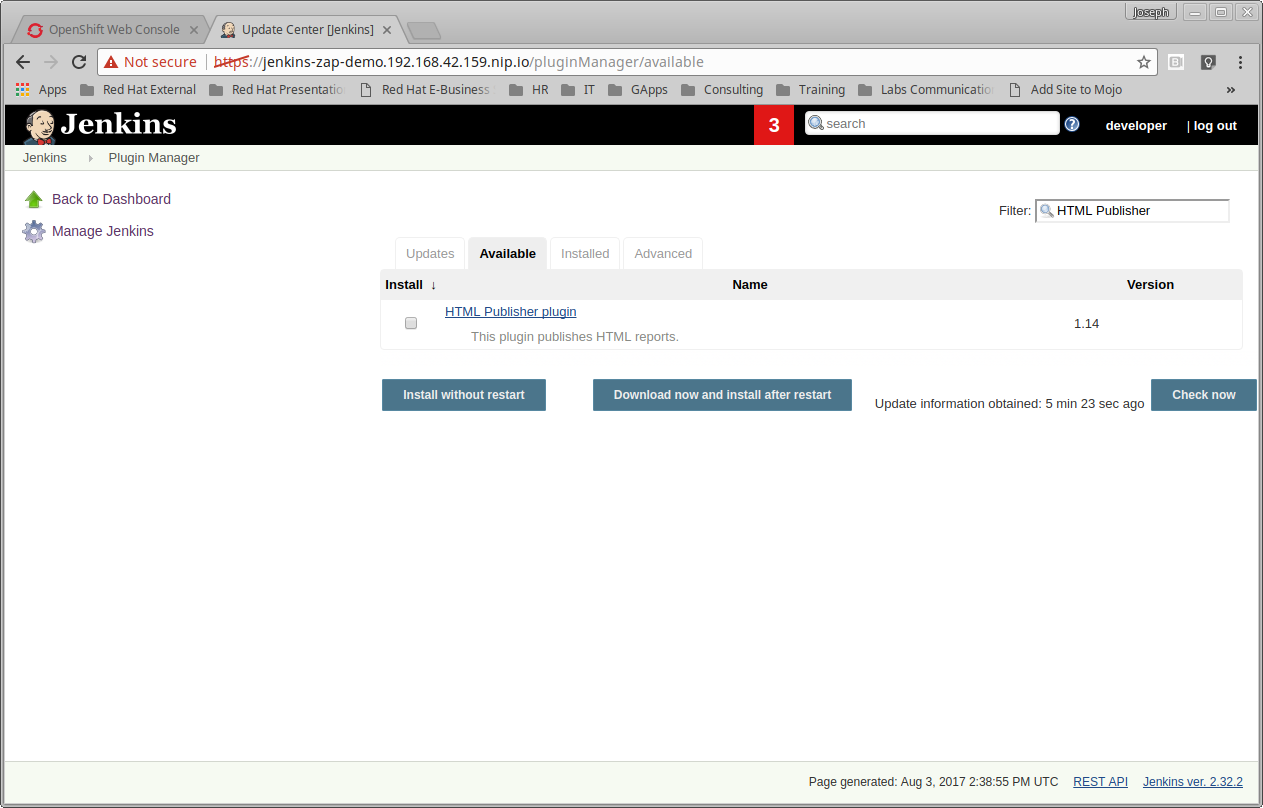 Joseph
OpenShift Web Console
Update Center [Jenkins]
Not secure https://jenkins-zap-demo.192.168.42.159.nip.io/pluginManager/available
Apps Red Hat External Red Hat Presentatio Red Hat E-Business HR IT GApps Consulting Training Labs Communicatio Add Site to Mojo »
Jenkins 3 search ? developer | log out
Jenkins Plugin Manager
Back to Dashboard
Manage Jenkins
Filter: HTML Publisher
Updates Available Installed Advanced
Install ↓ Name Version
HTML Publisher plugin
This plugin publishes HTML reports.
1.14
Install without restart Download now and install after restart Update information obtained: 5 min 23 sec ago Check now
Page generated: Aug 3, 2017 2:38:55 PM UTC REST API Jenkins ver. 2.32.2